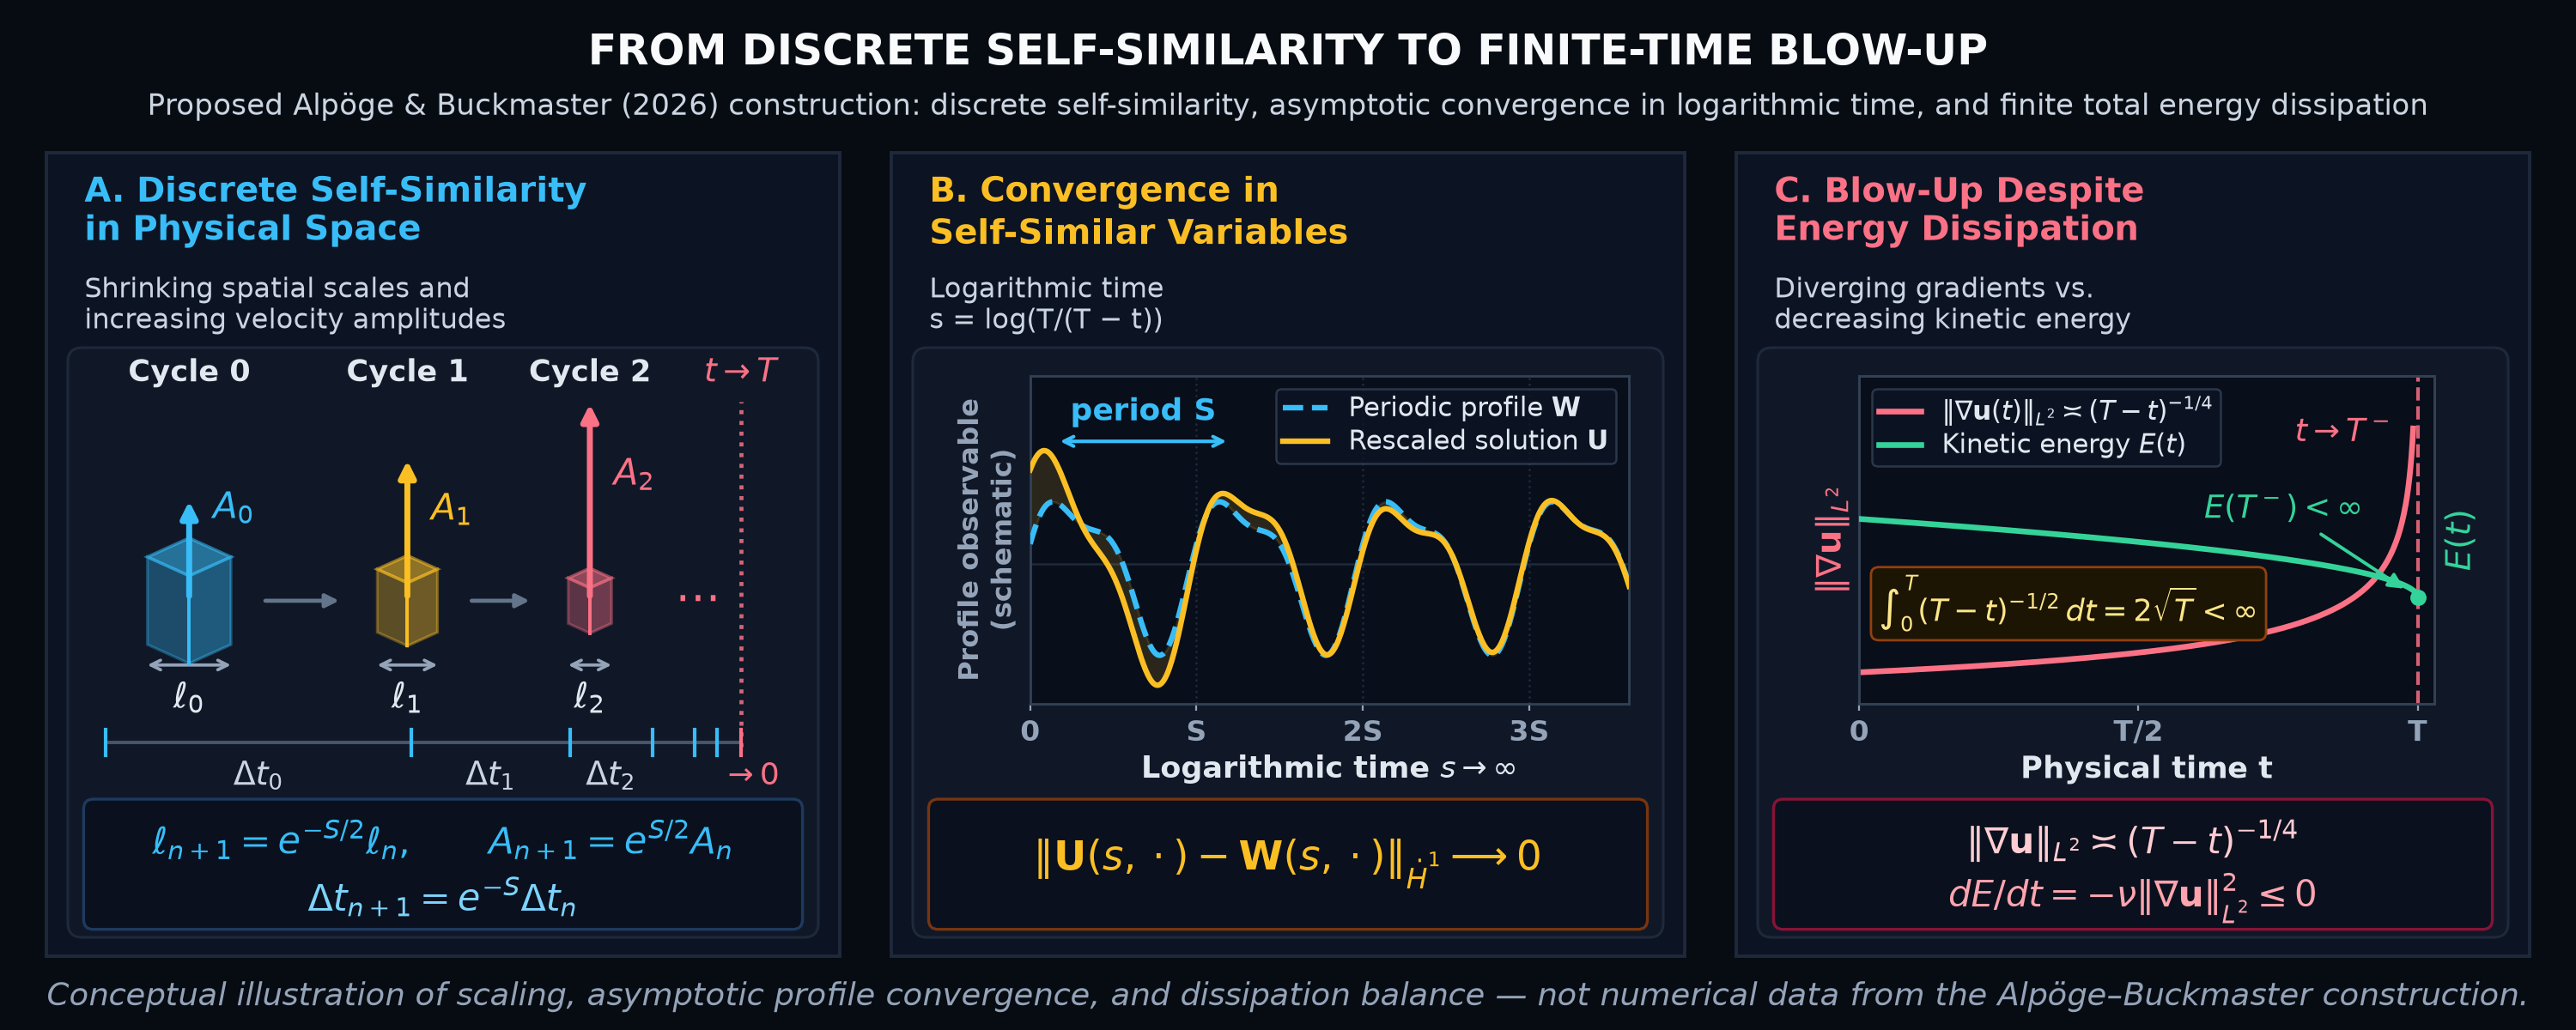 FROM DISCRETE SELF-SIMILARITY TO FINITE-TIME BLOW-UP
Proposed Alpöge & Buckmaster (2026) construction: discrete self-similarity, asymptotic convergence in logarithmic time, and finite total energy dissipation
A. Discrete Self-Similarity
in Physical Space
Shrinking spatial scales and
increasing velocity amplitudes
Cycle 0
Cycle 1
Cycle 2
t → T
A₀
A₁
A₂
...
ℓ₀
ℓ₁
ℓ₂
Δt₀
Δt₁
Δt₂
→ 0
ℓₙ₊₁ = e^{−S/2}ℓₙ, Aₙ₊₁ = e^{S/2}Aₙ
Δtₙ₊₁ = e^{−S}Δtₙ
B. Convergence in
Self-Similar Variables
Logarithmic time
s = log(T/(T − t))
Profile observable
(schematic)
period S
Periodic profile W
Rescaled solution U
0
S
2S
3S
Logarithmic time s → ∞
‖U(s, ·) − W(s, ·)‖_{Ḣ¹} ⟶ 0
C. Blow-Up Despite
Energy Dissipation
Diverging gradients vs.
decreasing kinetic energy
‖∇u‖_{L²}
‖∇u(t)‖_{L²} ≍ (T − t)^{−1/4}
Kinetic energy E(t)
t → T⁻
E(T⁻) < ∞
∫₀ᵀ (T − t)^{−1/2} dt = 2√T < ∞
E(t)
0
T/2
T
Physical time t
‖∇u‖_{L²} ≍ (T − t)^{−1/4}
dE/dt = −ν‖∇u‖²_{L²} ≤ 0
Conceptual illustration of scaling, asymptotic profile convergence, and dissipation balance — not numerical data from the Alpöge–Buckmaster construction.